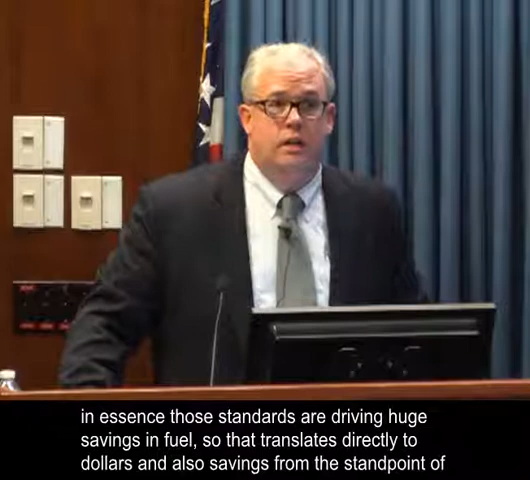 in essence those standards are driving huge
savings in fuel, so that translates directly to
dollars and also savings from the standpoint of